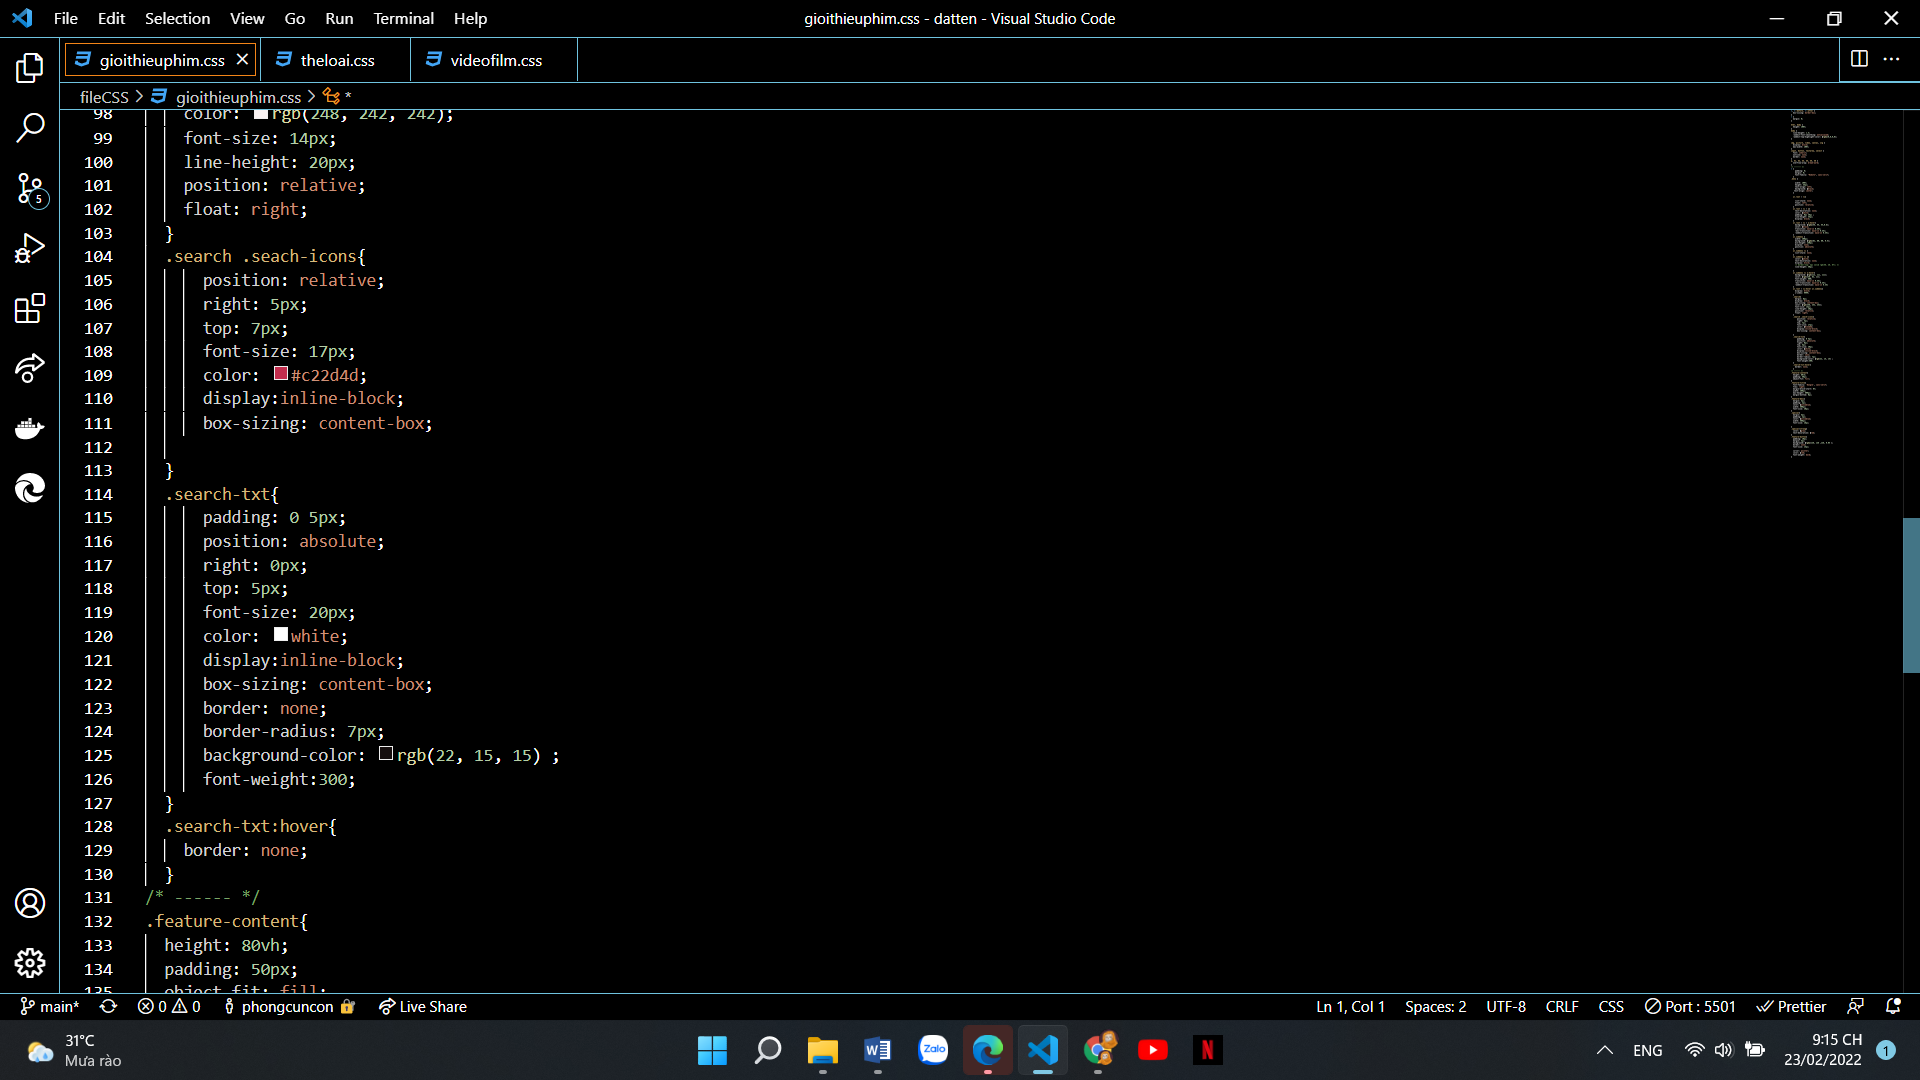 File Edit Selection View Go Run Terminal Help
gioithieuphim.css - datten - Visual Studio Code
gioithieuphim.css theloai.css videofilm.css
fileCSS > gioithieuphim.css > *
98 color: rgb(248, 242, 242);
99 font-size: 14px;
100 line-height: 20px;
101 position: relative;
102 float: right;
103 }
104 .search .seach-icons{
105 position: relative;
106 right: 5px;
107 top: 7px;
108 font-size: 17px;
109 color: #c22d4d;
110 display:inline-block;
111 box-sizing: content-box;
112
113 }
114 .search-txt{
115 padding: 0 5px;
116 position: absolute;
117 right: 0px;
118 top: 5px;
119 font-size: 20px;
120 color: white;
121 display:inline-block;
122 box-sizing: content-box;
123 border: none;
124 border-radius: 7px;
125 background-color: rgb(22, 15, 15) ;
126 font-weight:300;
127 }
128 .search-txt:hover{
129 border: none;
130 }
131 /* ------ */
132 .feature-content{
133 height: 80vh;
134 padding: 50px;
135 object-fit: fill;
5
main* 0 0 phongcuncon Live Share
Ln 1, Col 1 Spaces: 2 UTF-8 CRLF CSS Port : 5501 Prettier
31°C
Mưa rào
Zalo
ENG
9:15 CH
23/02/2022
1